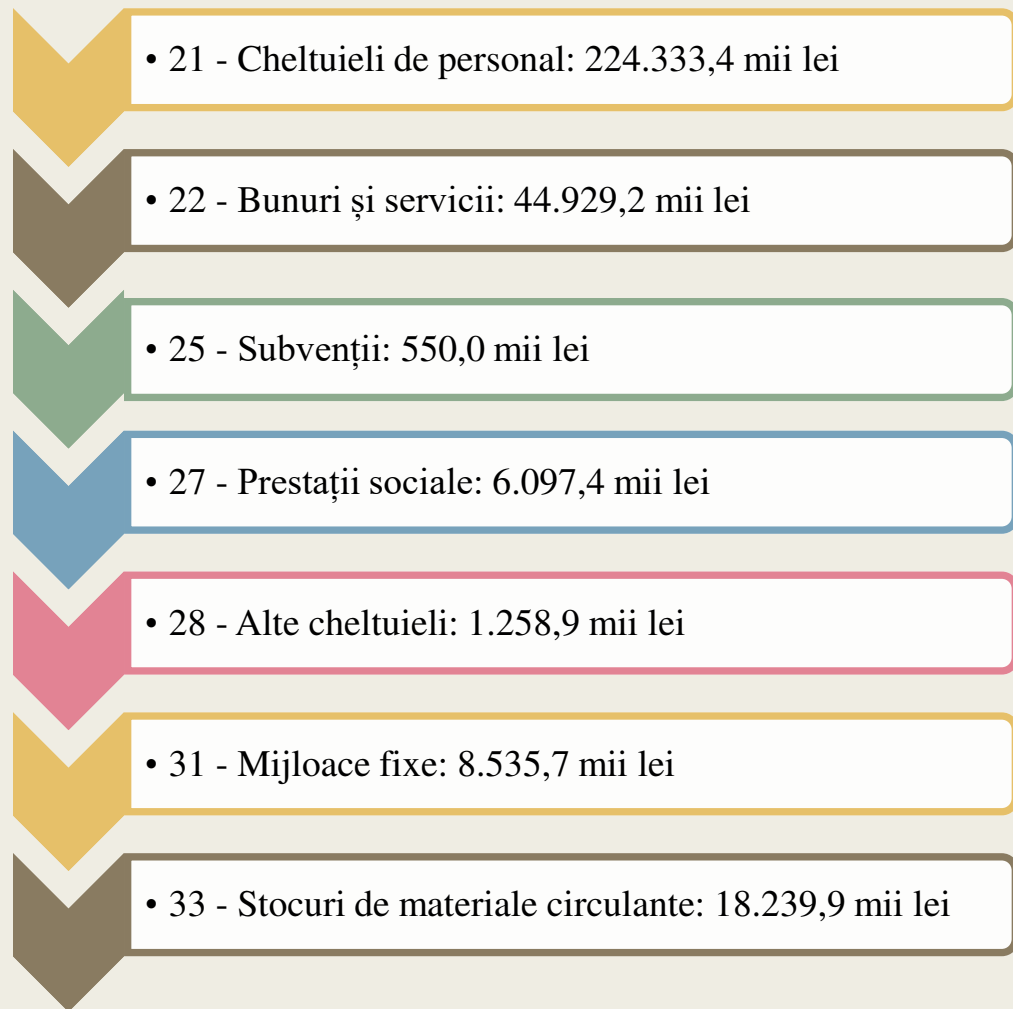 • 21 - Cheltuieli de personal: 224.333,4 mii lei
• 22 - Bunuri și servicii: 44.929,2 mii lei
• 25 - Subvenții: 550,0 mii lei
• 27 - Prestații sociale: 6.097,4 mii lei
• 28 - Alte cheltuieli: 1.258,9 mii lei
• 31 - Mijloace fixe: 8.535,7 mii lei
• 33 - Stocuri de materiale circulante: 18.239,9 mii lei